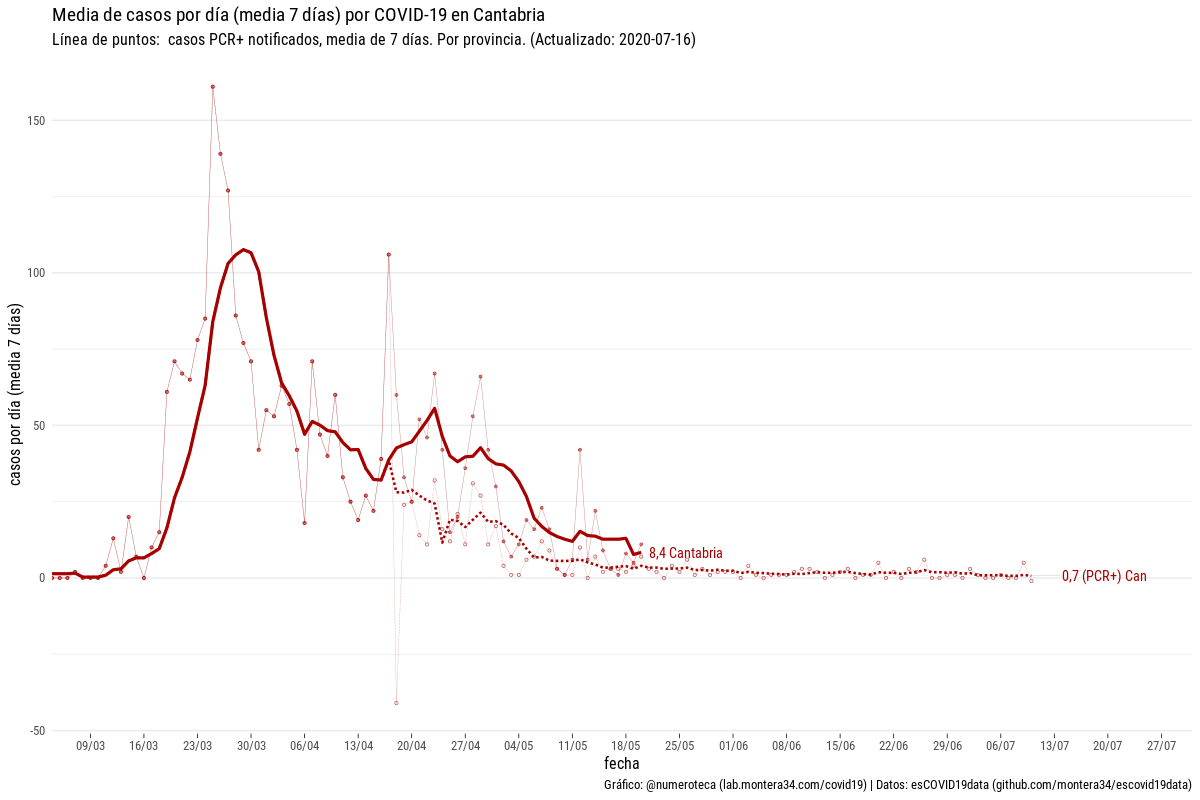 Media de casos por día (media 7 días) por COVID-19 en Cantabria
Línea de puntos:  casos PCR+ notificados, media de 7 días. Por provincia. (Actualizado: 2020-07-16)
casos por día (media 7 días)
150
100
50
0
-50
8,4 Cantabria
0,7 (PCR+) Can
09/03 16/03 23/03 30/03 06/04 13/04 20/04 27/04 04/05 11/05 18/05 25/05 01/06 08/06 15/06 22/06 29/06 06/07 13/07 20/07 27/07
fecha
Gráfico: @numeroteca (lab.montera34.com/covid19) | Datos: esCOVID19data (github.com/montera34/escovid19data)